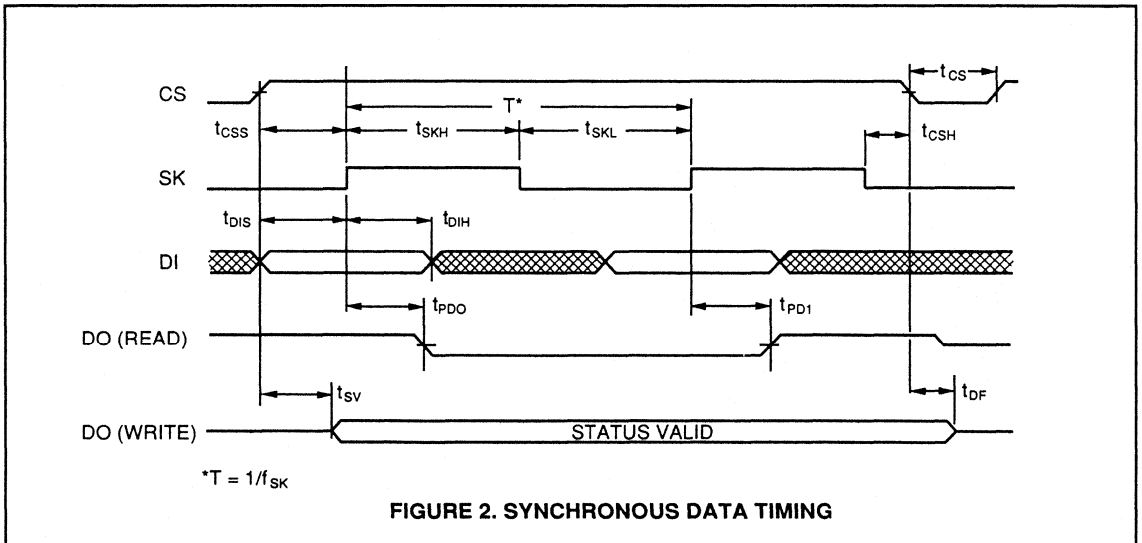 CS
t_CS
T*
t_CSS
t_SKH
t_SKL
t_CSH
SK
t_DIS
t_DIH
DI
t_PDO
t_PD1
DO (READ)
t_SV
t_DF
DO (WRITE)
STATUS VALID
*T = 1/f_SK
FIGURE 2. SYNCHRONOUS DATA TIMING